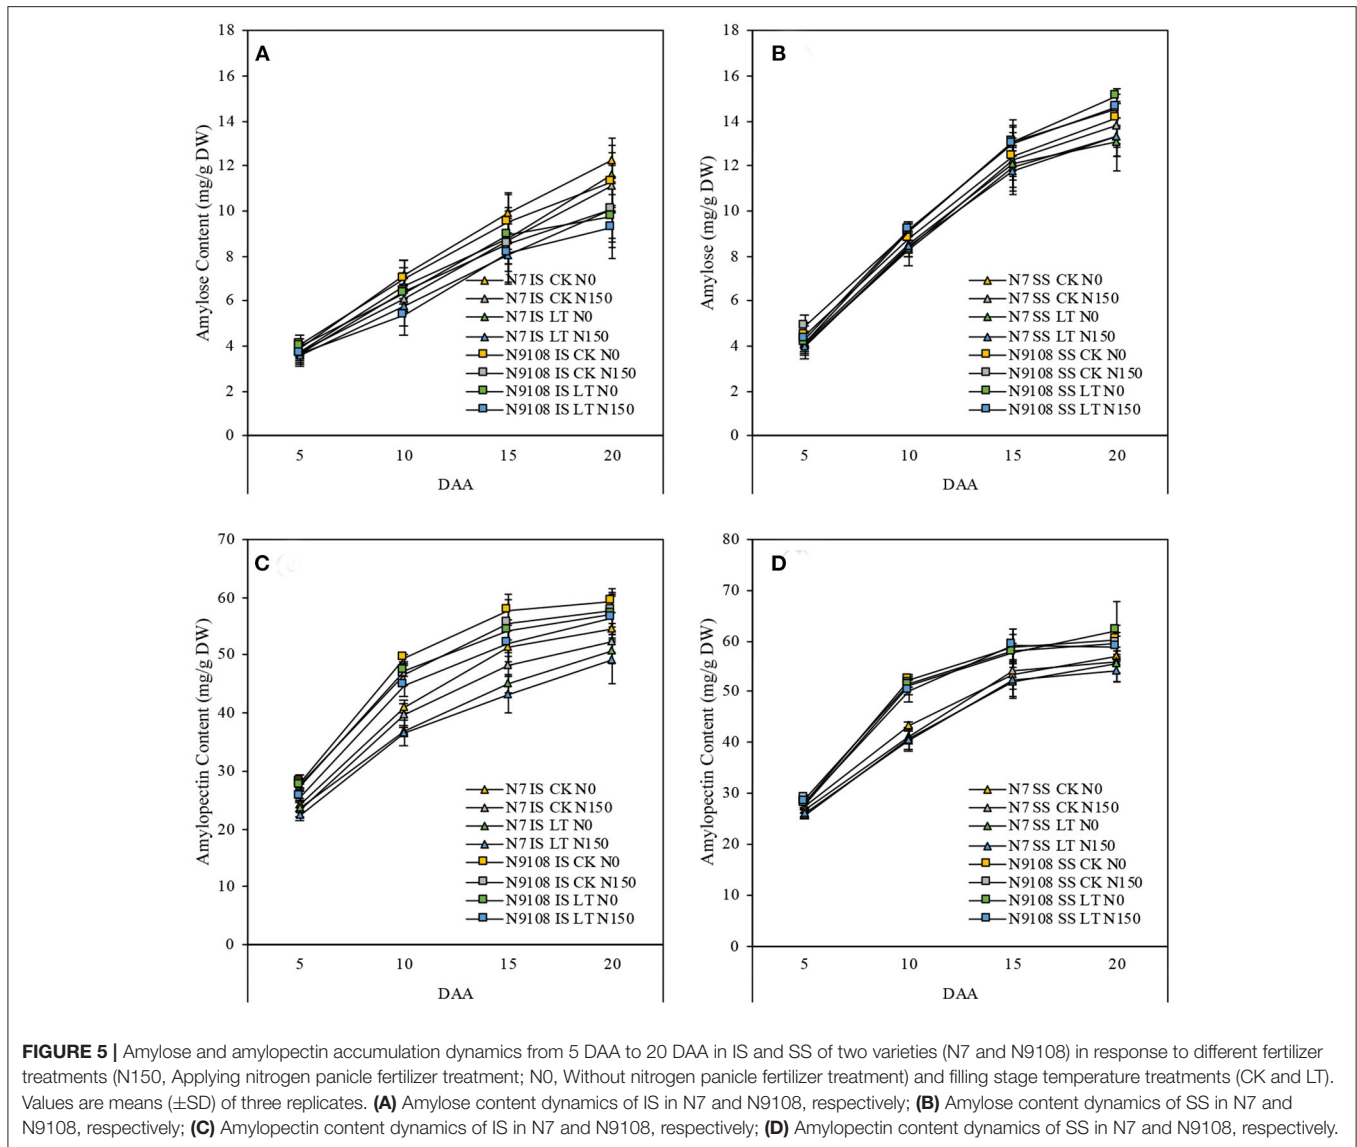 A
18
16
14
12
10
8
6
4
2
0
Amylose Content (mg/g DW)
5 10 15 20
DAA
N7 IS CK N0
N7 IS CK N150
N7 IS LT N0
N7 IS LT N150
N9108 IS CK N0
N9108 IS CK N150
N9108 IS LT N0
N9108 IS LT N150
B
18
16
14
12
10
8
6
4
2
0
Amylose (mg/g DW)
5 10 15 20
DAA
N7 SS CK N0
N7 SS CK N150
N7 SS LT N0
N7 SS LT N150
N9108 SS CK N0
N9108 SS CK N150
N9108 SS LT N0
N9108 SS LT N150
C
70
60
50
40
30
20
10
0
Amylopectin Content (mg/g DW)
5 10 15 20
DAA
N7 IS CK N0
N7 IS CK N150
N7 IS LT N0
N7 IS LT N150
N9108 IS CK N0
N9108 IS CK N150
N9108 IS LT N0
N9108 IS LT N150
D
80
70
60
50
40
30
20
10
0
Amylopectin Content (mg/g DW)
5 10 15 20
DAA
N7 SS CK N0
N7 SS CK N150
N7 SS LT N0
N7 SS LT N150
N9108 SS CK N0
N9108 SS CK N150
N9108 SS LT N0
N9108 SS LT N150
FIGURE 5 | Amylose and amylopectin accumulation dynamics from 5 DAA to 20 DAA in IS and SS of two varieties (N7 and N9108) in response to different fertilizer
treatments (N150, Applying nitrogen panicle fertilizer treatment; N0, Without nitrogen panicle fertilizer treatment) and filling stage temperature treatments (CK and LT).
Values are means (±SD) of three replicates. (A) Amylose content dynamics of IS in N7 and N9108, respectively; (B) Amylose content dynamics of SS in N7 and
N9108, respectively; (C) Amylopectin content dynamics of IS in N7 and N9108, respectively; (D) Amylopectin content dynamics of SS in N7 and N9108, respectively.